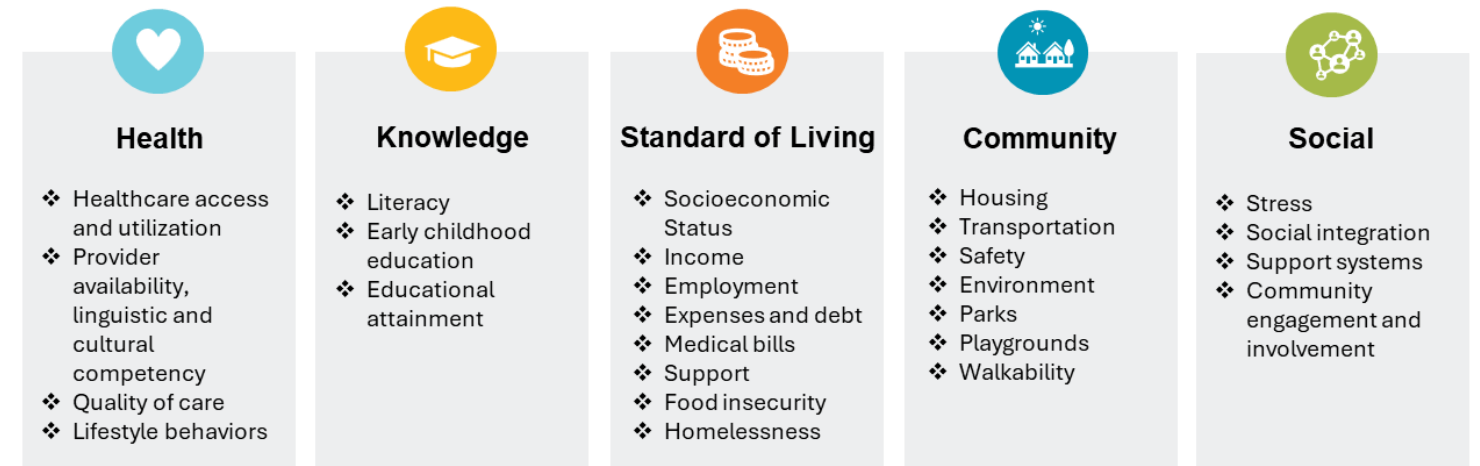 Health
❖ Healthcare access
and utilization
❖ Provider
availability,
linguistic and
cultural
competency
❖ Quality of care
❖ Lifestyle behaviors
Knowledge
❖ Literacy
❖ Early childhood
education
❖ Educational
attainment
Standard of Living
❖ Socioeconomic
Status
❖ Income
❖ Employment
❖ Expenses and debt
❖ Medical bills
❖ Support
❖ Food insecurity
❖ Homelessness
Community
❖ Housing
❖ Transportation
❖ Safety
❖ Environment
❖ Parks
❖ Playgrounds
❖ Walkability
Social
❖ Stress
❖ Social integration
❖ Support systems
❖ Community
engagement and
involvement